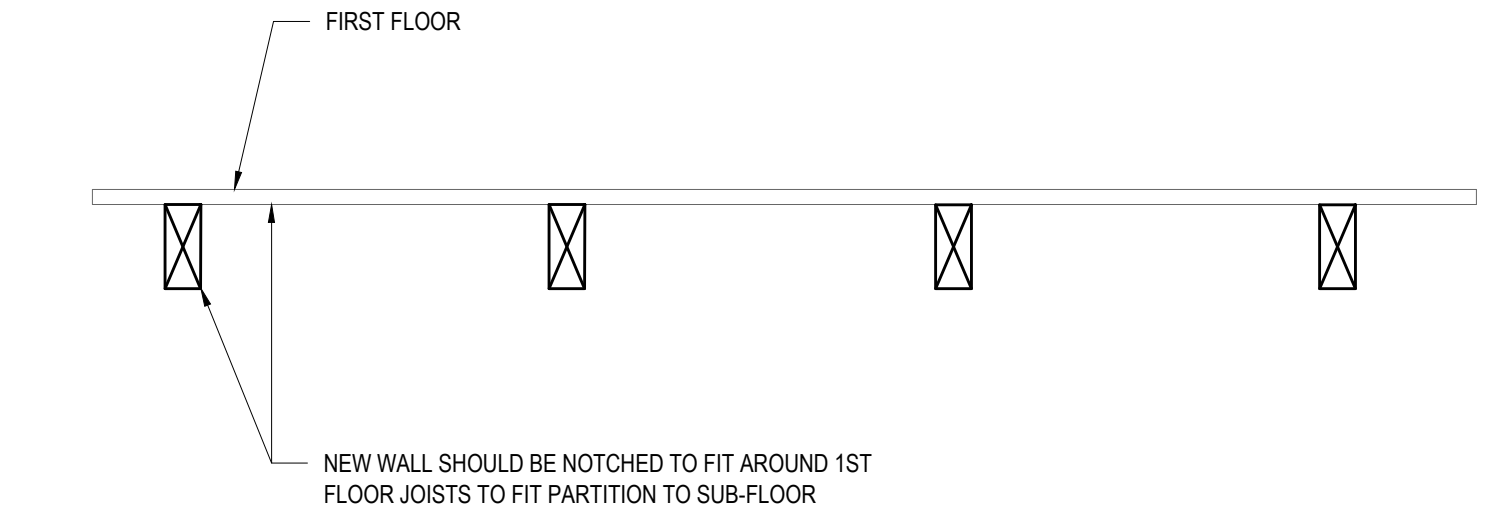 FIRST FLOOR
NEW WALL SHOULD BE NOTCHED TO FIT AROUND 1ST
FLOOR JOISTS TO FIT PARTITION TO SUB-FLOOR